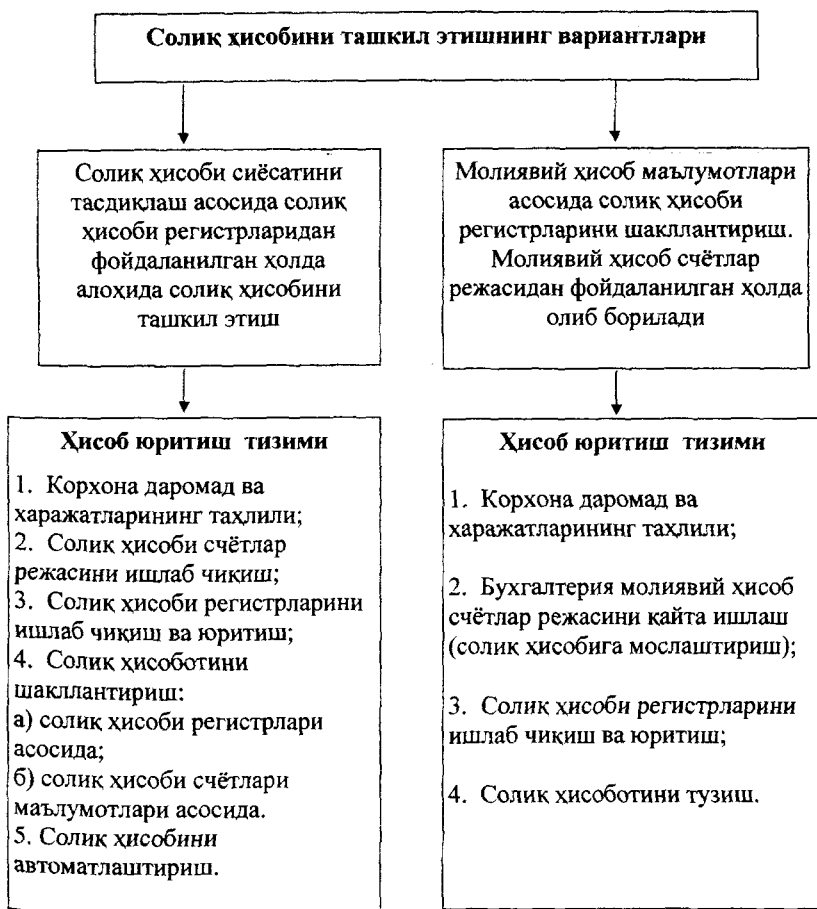 Солиқ ҳисобини ташкил этишнинг вариантлари
Солиқ ҳисоби сиёсатини
тасдиқлаш асосида солиқ
ҳисоби регистрларидан
фойдаланилган ҳолда
алоҳида солиқ ҳисобини
ташкил этиш
Молиявий ҳисоб маълумотлари
асосида солиқ ҳисоби
регистрларини шакллантириш.
Молиявий ҳисоб счётлар
режасидан фойдаланилган ҳолда
олиб борилади
Ҳисоб юритиш тизими
1. Корхона даромад ва
харажатларининг таҳлили;
2. Солиқ ҳисоби счётлар
режасини ишлаб чиқиш;
3. Солиқ ҳисоби регистрларини
ишлаб чиқиш ва юритиш;
4. Солиқ ҳисоботини
шакллантириш:
а) солиқ ҳисоби регистрлари
асосида;
б) солиқ ҳисоби счётлари
маълумотлари асосида.
5. Солиқ ҳисобини
автоматлаштириш.
Ҳисоб юритиш тизими
1. Корхона даромад ва
харажатларининг таҳлили;
2. Бухгалтерия молиявий ҳисоб
счётлар режасини қайта ишлаш
(солиқ ҳисобига мослаштириш);
3. Солиқ ҳисоби регистрларини
ишлаб чиқиш ва юритиш;
4. Солиқ ҳисоботини тузиш.